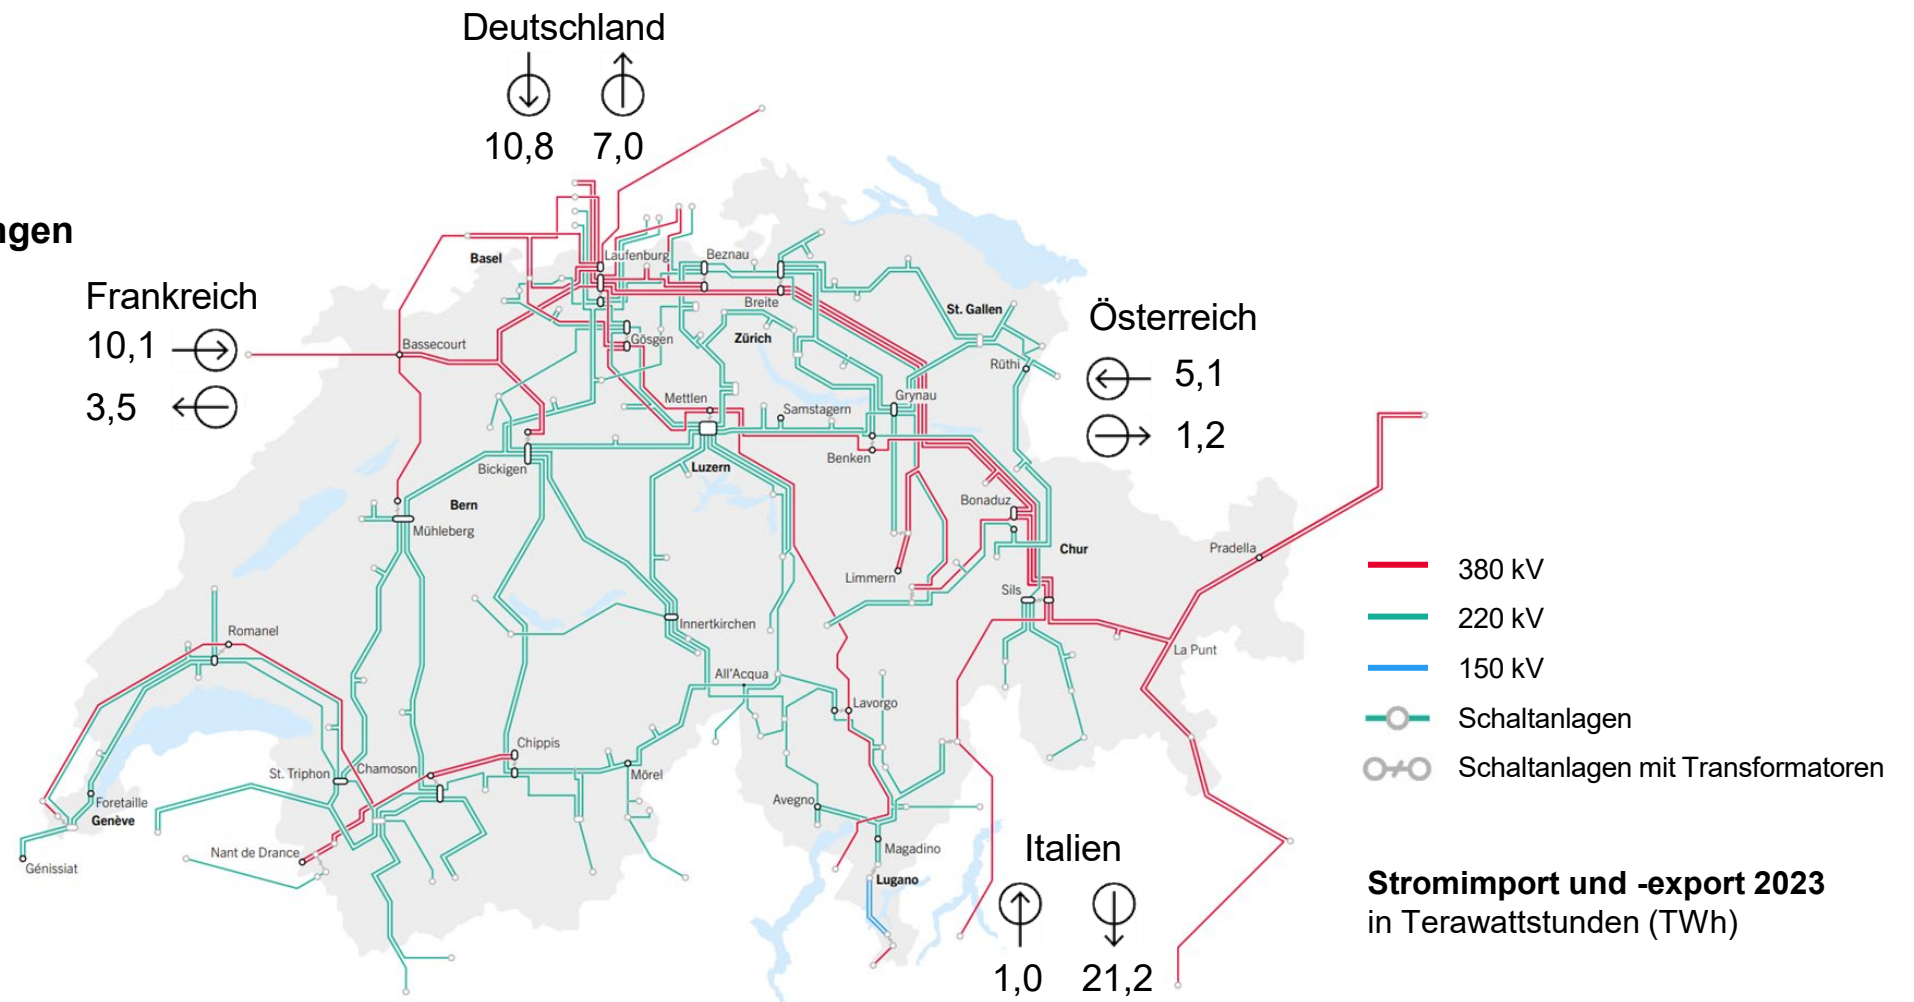 Deutschland
10,8 7,0
ngen
Frankreich
10,1
3,5
Österreich
5,1
1,2
Italien
1,0 21,2
Basel
Laufenburg
Beznau
Breite
St. Gallen
Bassecourt
Gösgen
Zürich
Rüthi
Mettlen
Samstagern
Grynau
Bickigen
Luzern
Benken
Bern
Mühleberg
Bonaduz
Chur
Pradella
Limmern
Sils
Romanel
Innertkirchen
La Punt
All'Acqua
Lavorgo
Chippis
St. Triphon
Chamoson
Mörel
Foretaille
Genève
Avegno
Nant de Drance
Génissiat
Magadino
Lugano
380 kV
220 kV
150 kV
Schaltanlagen
Schaltanlagen mit Transformatoren
Stromimport und -export 2023
in Terawattstunden (TWh)